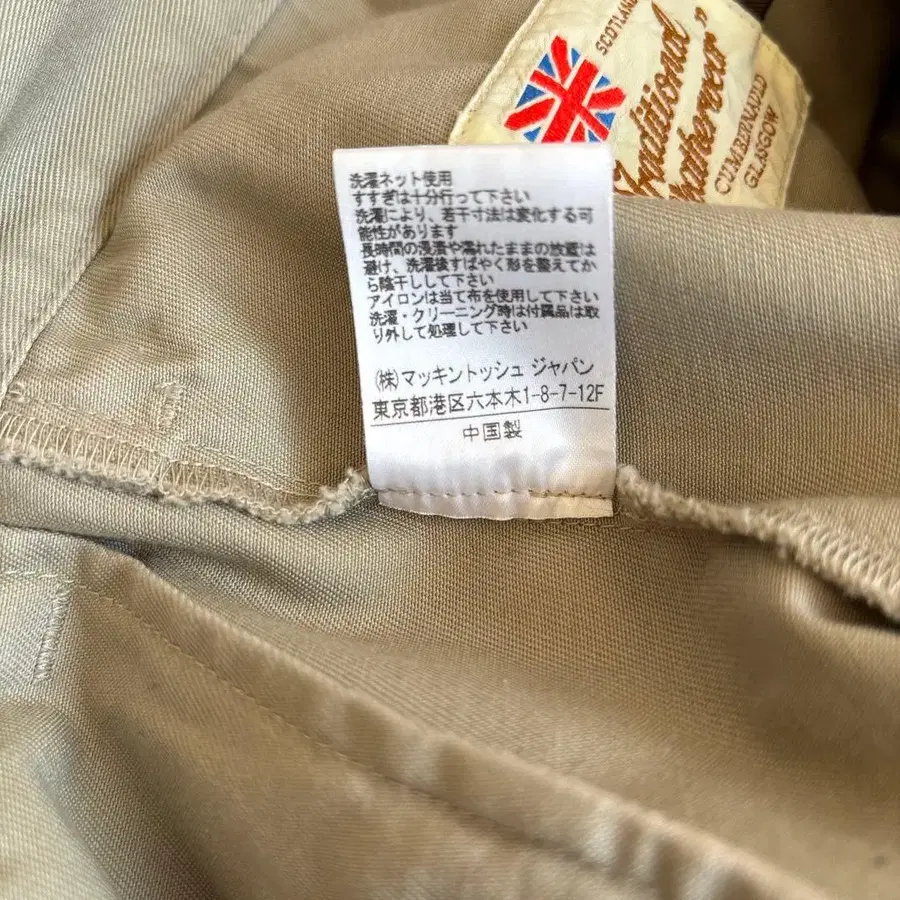 SCOTLAND
Traditional
Weatherwear"
CUMBERNAULD
GLASGOW
洗濯ネット使用
すすぎは十分行って下さい
洗濯により、若干寸法は変化する可
能性があります
長時間の浸漬や濡れたままの放置は
避け、洗濯後すばやく形を整えてか
ら陰干しして下さい
アイロンは当て布を使用して下さい
洗濯・クリーニング時は付属品は取
り外して処理して下さい
(株)マッキントッシュ ジャパン
東京都港区六本木1-8-7-12F
中国製